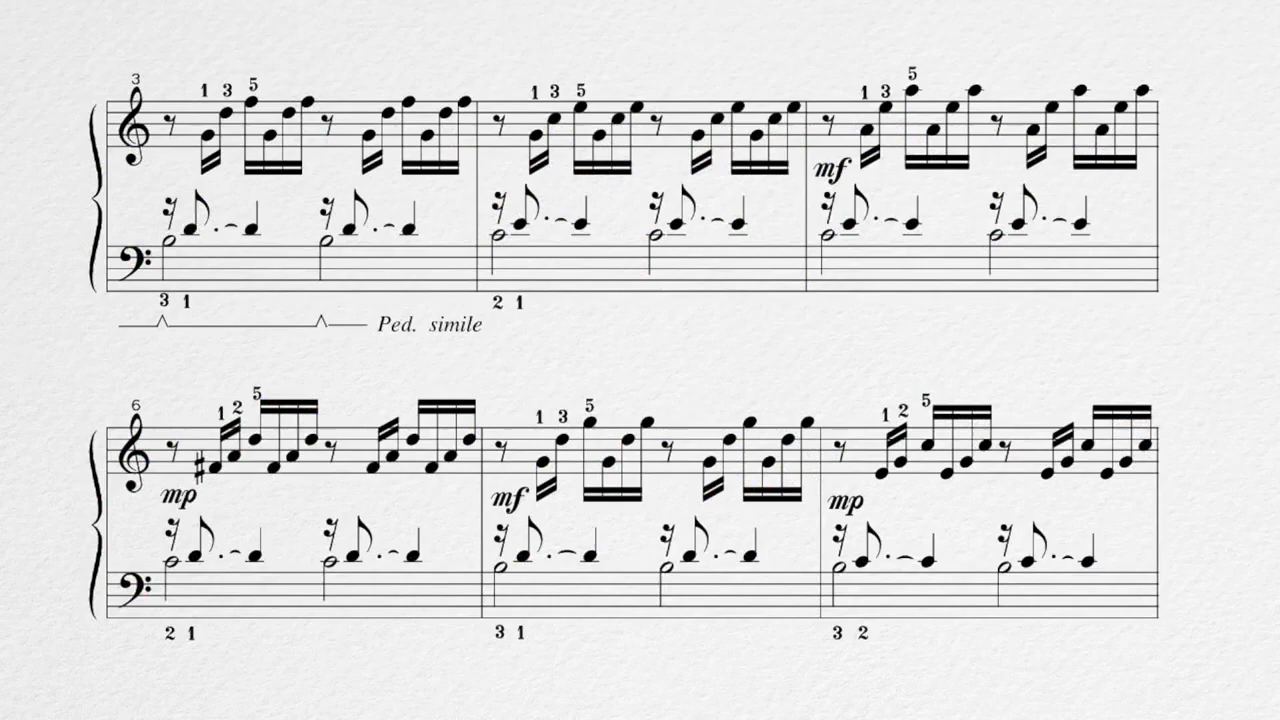 3
1 3 5 1 3 5 1 3 5
mf
3 1 2 1
Ped. simile
6
1 2 5 1 3 5 1 2 5
mp mf mp
2 1 3 1 3 2